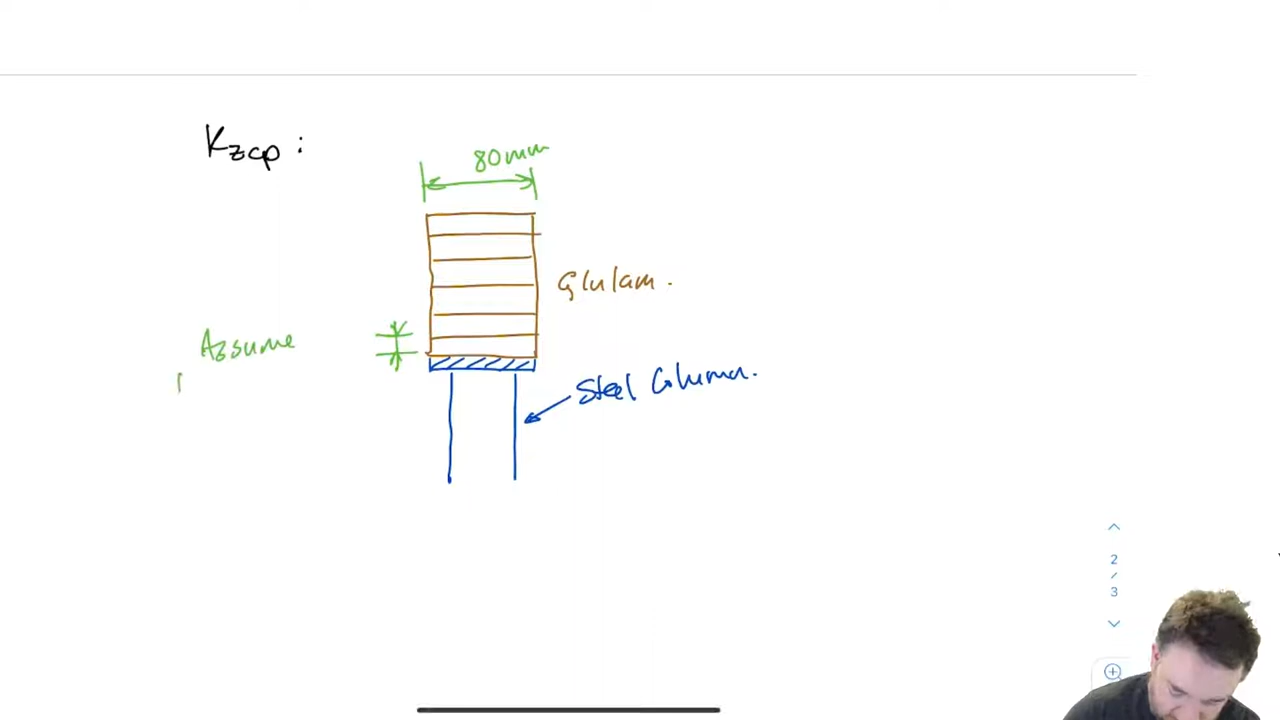 Kzcp :
80mm
Glulam.
Assume
Steel Column.
2
/
3